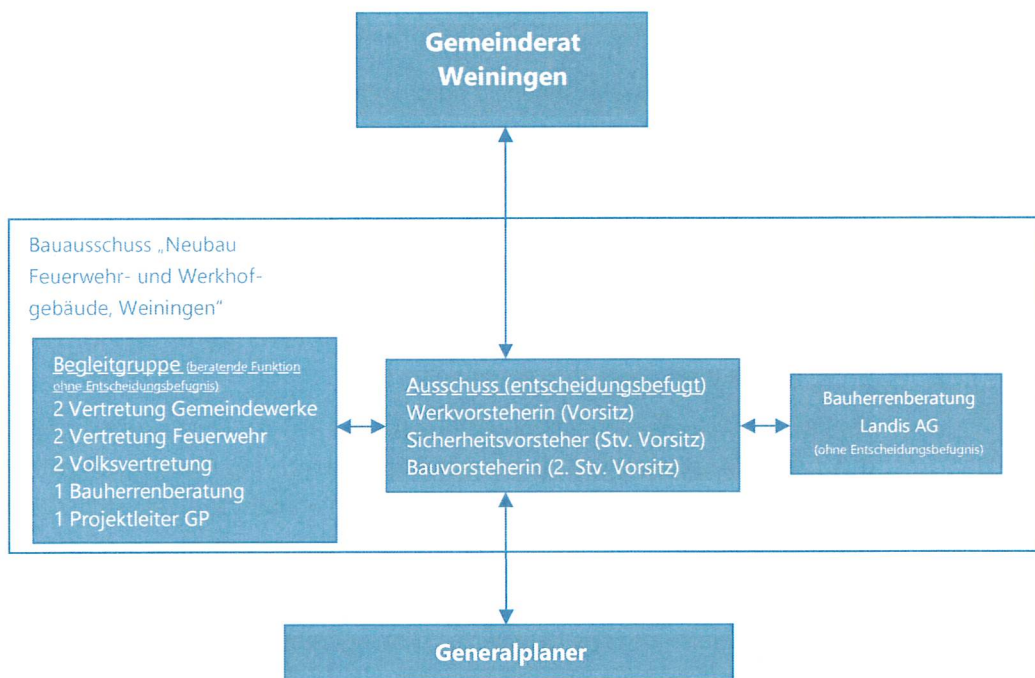 Gemeinderat
Weiningen
Bauausschuss „Neubau
Feuerwehr- und Werkhof-
gebäude, Weiningen“
Begleitgruppe (beratende Funktion
ohne Entscheidungsbefugnis)
2 Vertretung Gemeindewerke
2 Vertretung Feuerwehr
2 Volksvertretung
1 Bauherrenberatung
1 Projektleiter GP
Ausschuss (entscheidungsbefugt)
Werkvorsteherin (Vorsitz)
Sicherheitsvorsteher (Stv. Vorsitz)
Bauvorsteherin (2. Stv. Vorsitz)
Bauherrenberatung
Landis AG
(ohne Entscheidungsbefugnis)
Generalplaner